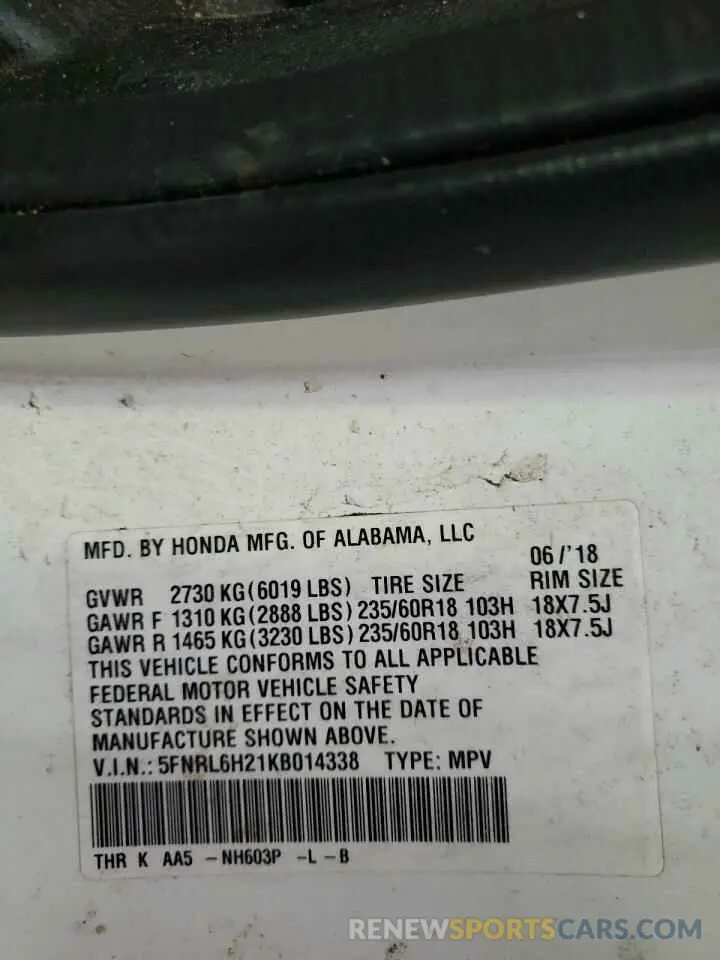 MFD. BY HONDA MFG. OF ALABAMA, LLC
06/'18
GVWR 2730 KG(6019 LBS) TIRE SIZE RIM SIZE
GAWR F 1310 KG(2888 LBS) 235/60R18 103H 18X7.5J
GAWR R 1465 KG(3230 LBS) 235/60R18 103H 18X7.5J
THIS VEHICLE CONFORMS TO ALL APPLICABLE
FEDERAL MOTOR VEHICLE SAFETY
STANDARDS IN EFFECT ON THE DATE OF
MANUFACTURE SHOWN ABOVE.
V.I.N.: 5FNRL6H21KB014338 TYPE: MPV
THR K AA5 -NH603P -L -B
RENEWSPORTSCARS.COM